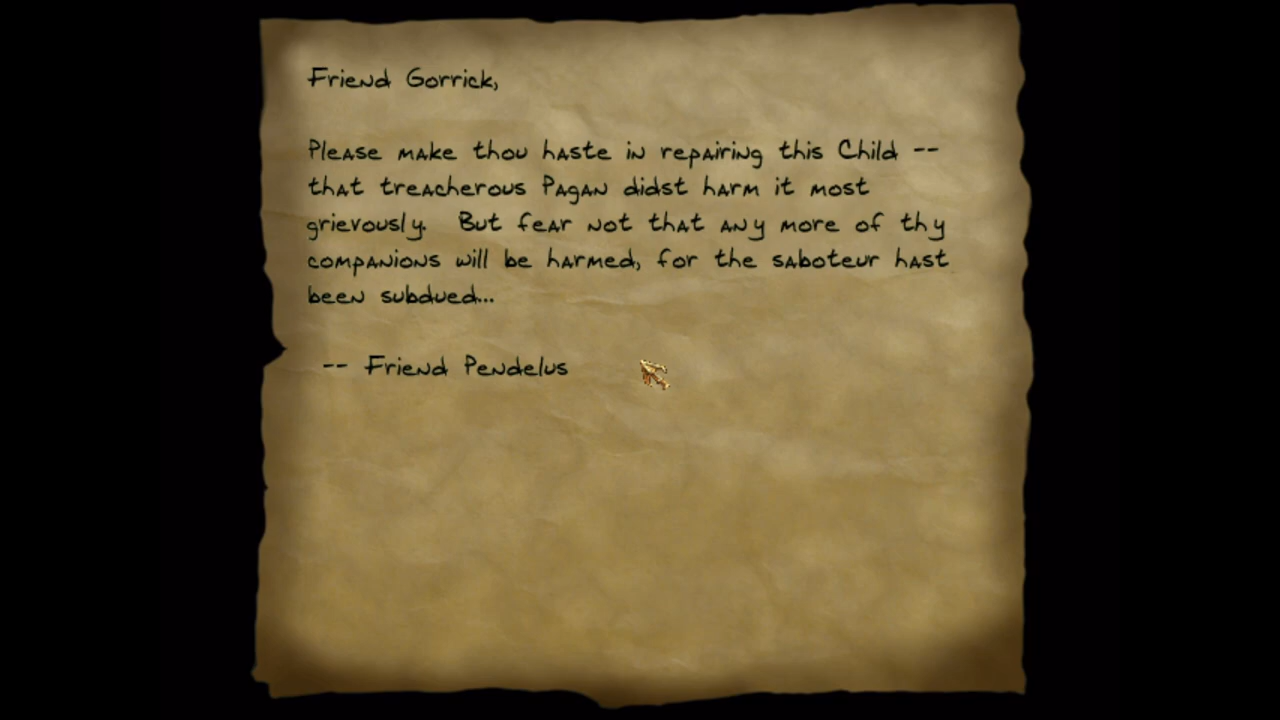 Friend Gorrick,
Please make thou haste in repairing this Child --
that treacherous Pagan didst harm it most
grievously. But fear not that any more of thy
companions will be harmed, for the saboteur hast
been subdued...
-- Friend Pendelus